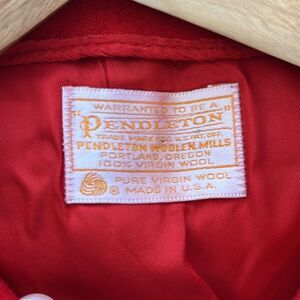 WARRANTED TO BE A
"PENDLETON"
TRADE MARK REG. U.S. PAT. OFF.
PENDLETON WOOLEN MILLS
PORTLAND, OREGON
100% VIRGIN WOOL
PURE VIRGIN WOOL
® MADE IN U.S.A.